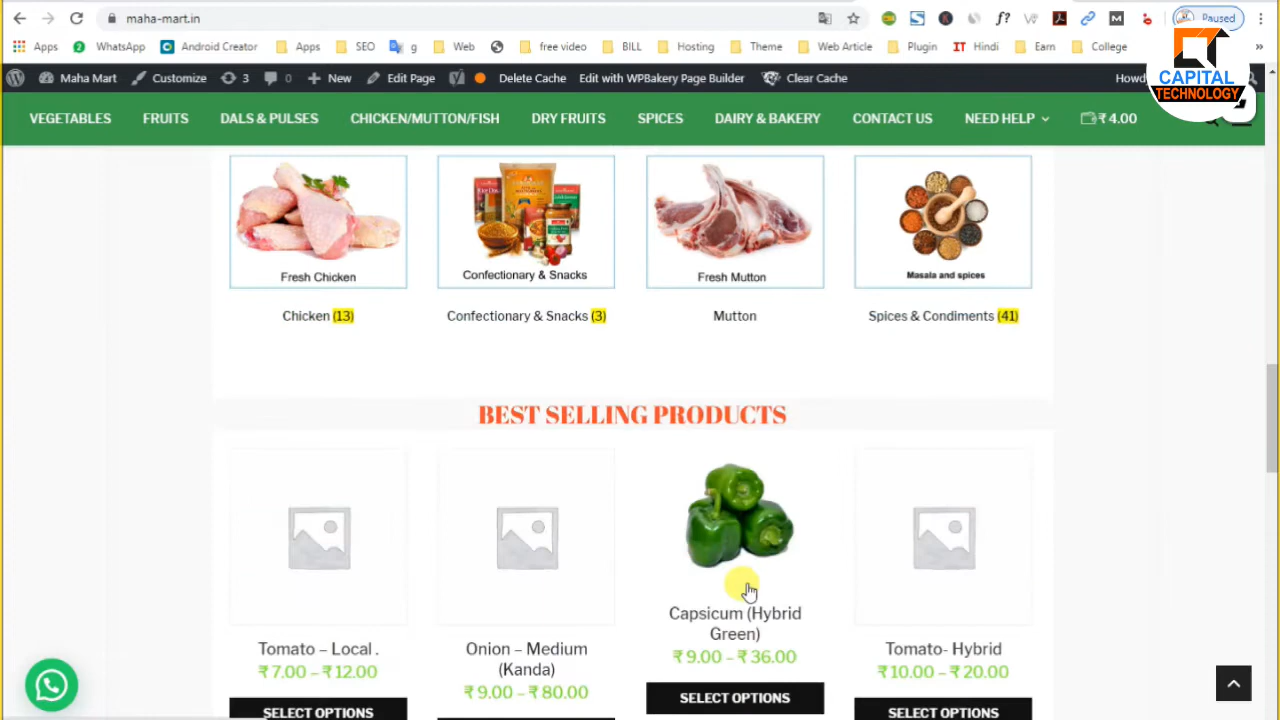 maha-mart.in
Paused
Apps
WhatsApp
Android Creator
Apps
SEO
g
Web
free video
BILL
Hosting
Theme
Web Article
Plugin
IT Hindi
Earn
College
»
Maha Mart
Customize
3
0
New
Edit Page
Delete Cache
Edit with WPBakery Page Builder
Clear Cache
Howd
CAPITAL
TECHNOLOGY
VEGETABLES
FRUITS
DALS & PULSES
CHICKEN/MUTTON/FISH
DRY FRUITS
SPICES
DAIRY & BAKERY
CONTACT US
NEED HELP
₹ 4.00
Fresh Chicken
Confectionary & Snacks
Fresh Mutton
Masala and spices
Chicken (13)
Confectionary & Snacks (3)
Mutton
Spices & Condiments (41)
BEST SELLING PRODUCTS
Tomato – Local .
₹ 7.00 – ₹ 12.00
SELECT OPTIONS
Onion – Medium
(Kanda)
₹ 9.00 – ₹ 80.00
Capsicum (Hybrid
Green)
₹ 9.00 – ₹ 36.00
SELECT OPTIONS
Tomato- Hybrid
₹ 10.00 – ₹ 20.00
SELECT OPTIONS